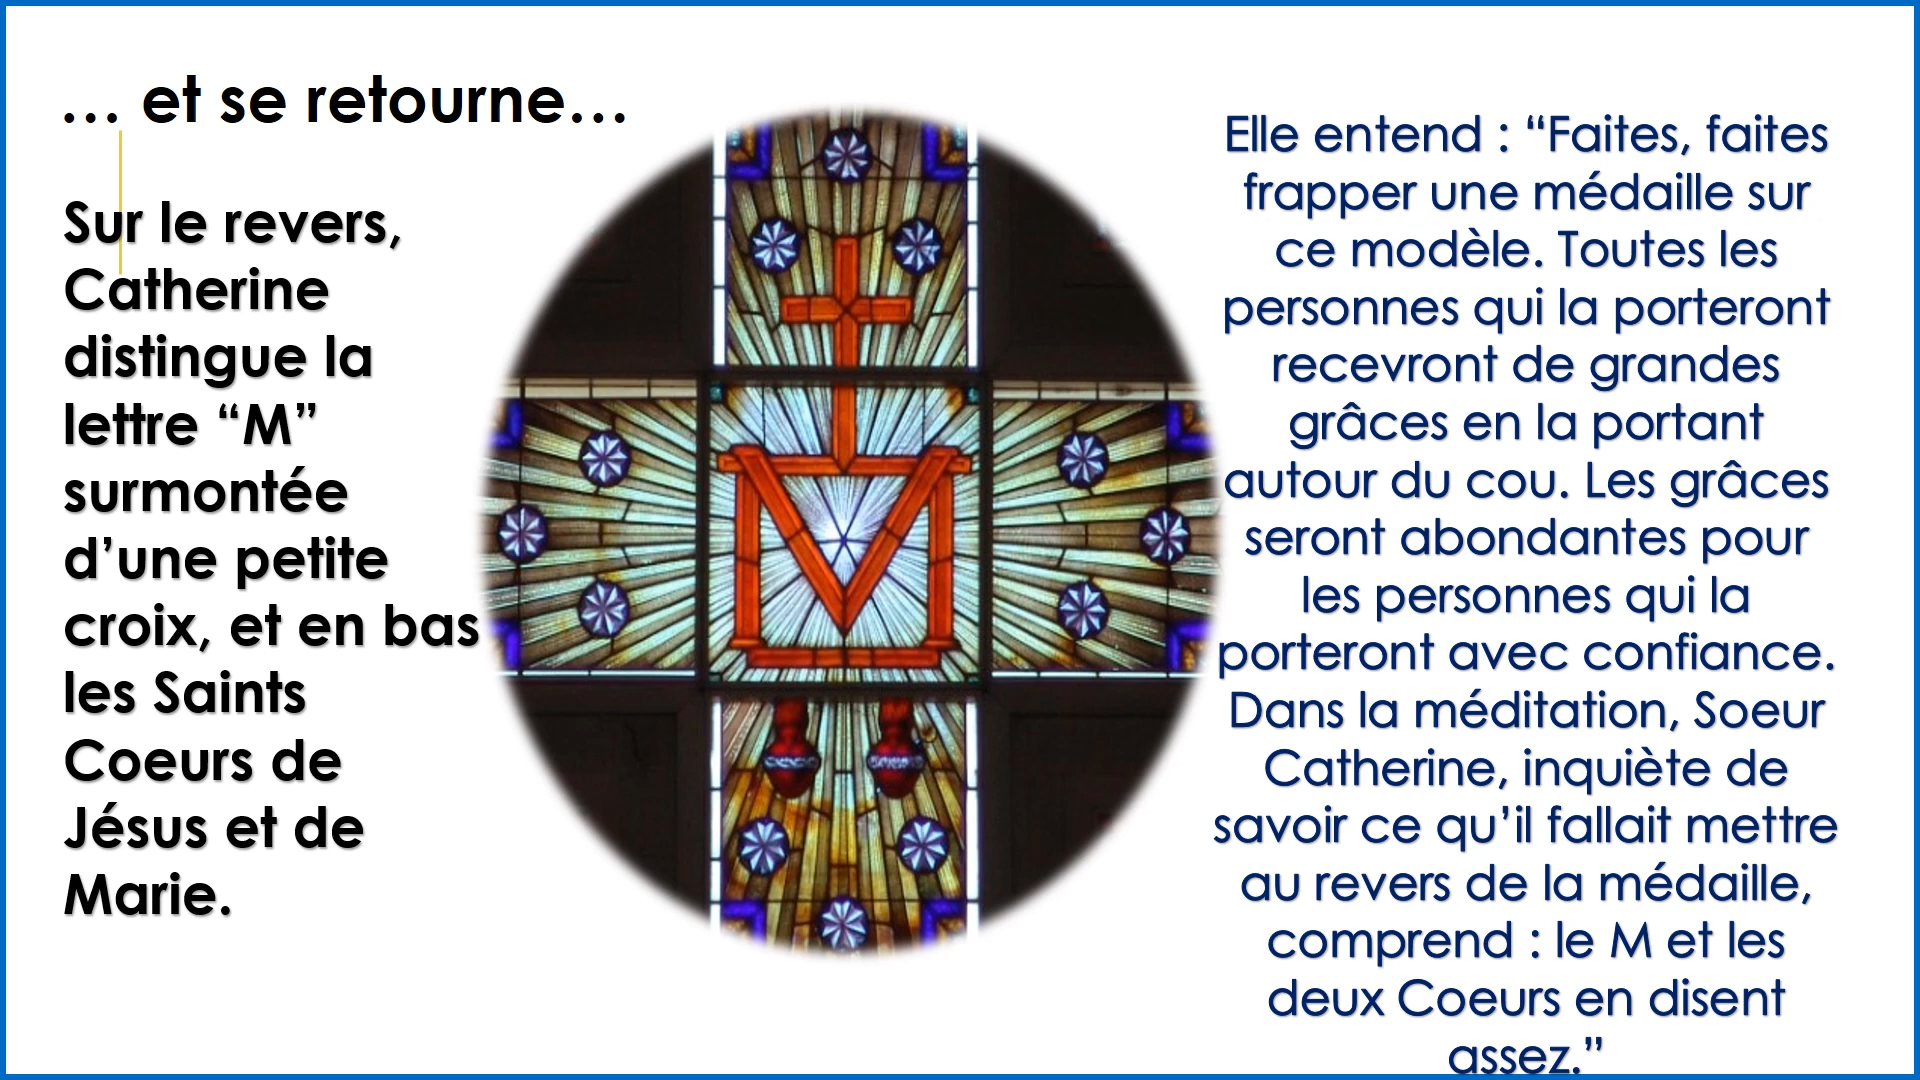 … et se retourne…
Sur le revers,
Catherine
distingue la
lettre “M”
surmontée
d’une petite
croix, et en bas
les Saints
Coeurs de
Jésus et de
Marie.
Elle entend : “Faites, faites
frapper une médaille sur
ce modèle. Toutes les
personnes qui la porteront
recevront de grandes
grâces en la portant
autour du cou. Les grâces
seront abondantes pour
les personnes qui la
porteront avec confiance.
Dans la méditation, Soeur
Catherine, inquiète de
savoir ce qu’il fallait mettre
au revers de la médaille,
comprend : le M et les
deux Coeurs en disent
assez.”